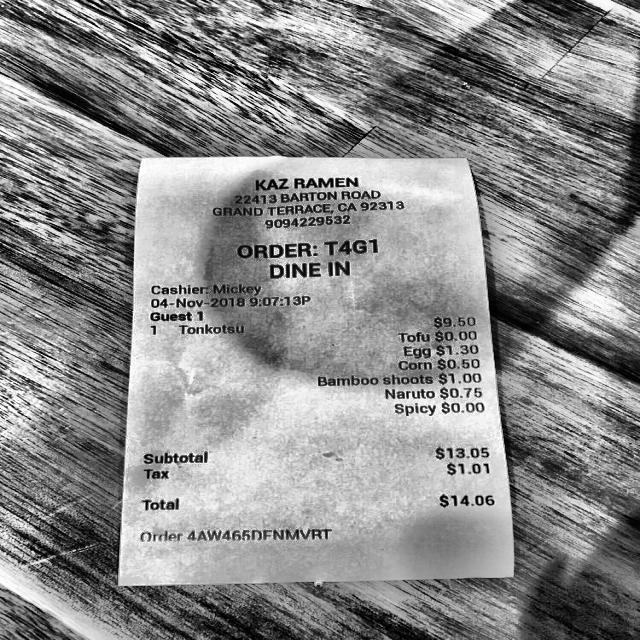 KAZ RAMEN
22413 BARTON ROAD
GRAND TERRACE, CA 92313
9094229532
ORDER: T4G1
DINE IN
Cashier: Mickey
04-Nov-2018 9:07:13P
Guest 1
1 Tonkotsu $9.50
Tofu $0.00
Egg $1.30
Corn $0.50
Bamboo shoots $1.00
Naruto $0.75
Spicy $0.00
Subtotal $13.05
Tax $1.01
Total $14.06
Order 4AW465DFNMVRT